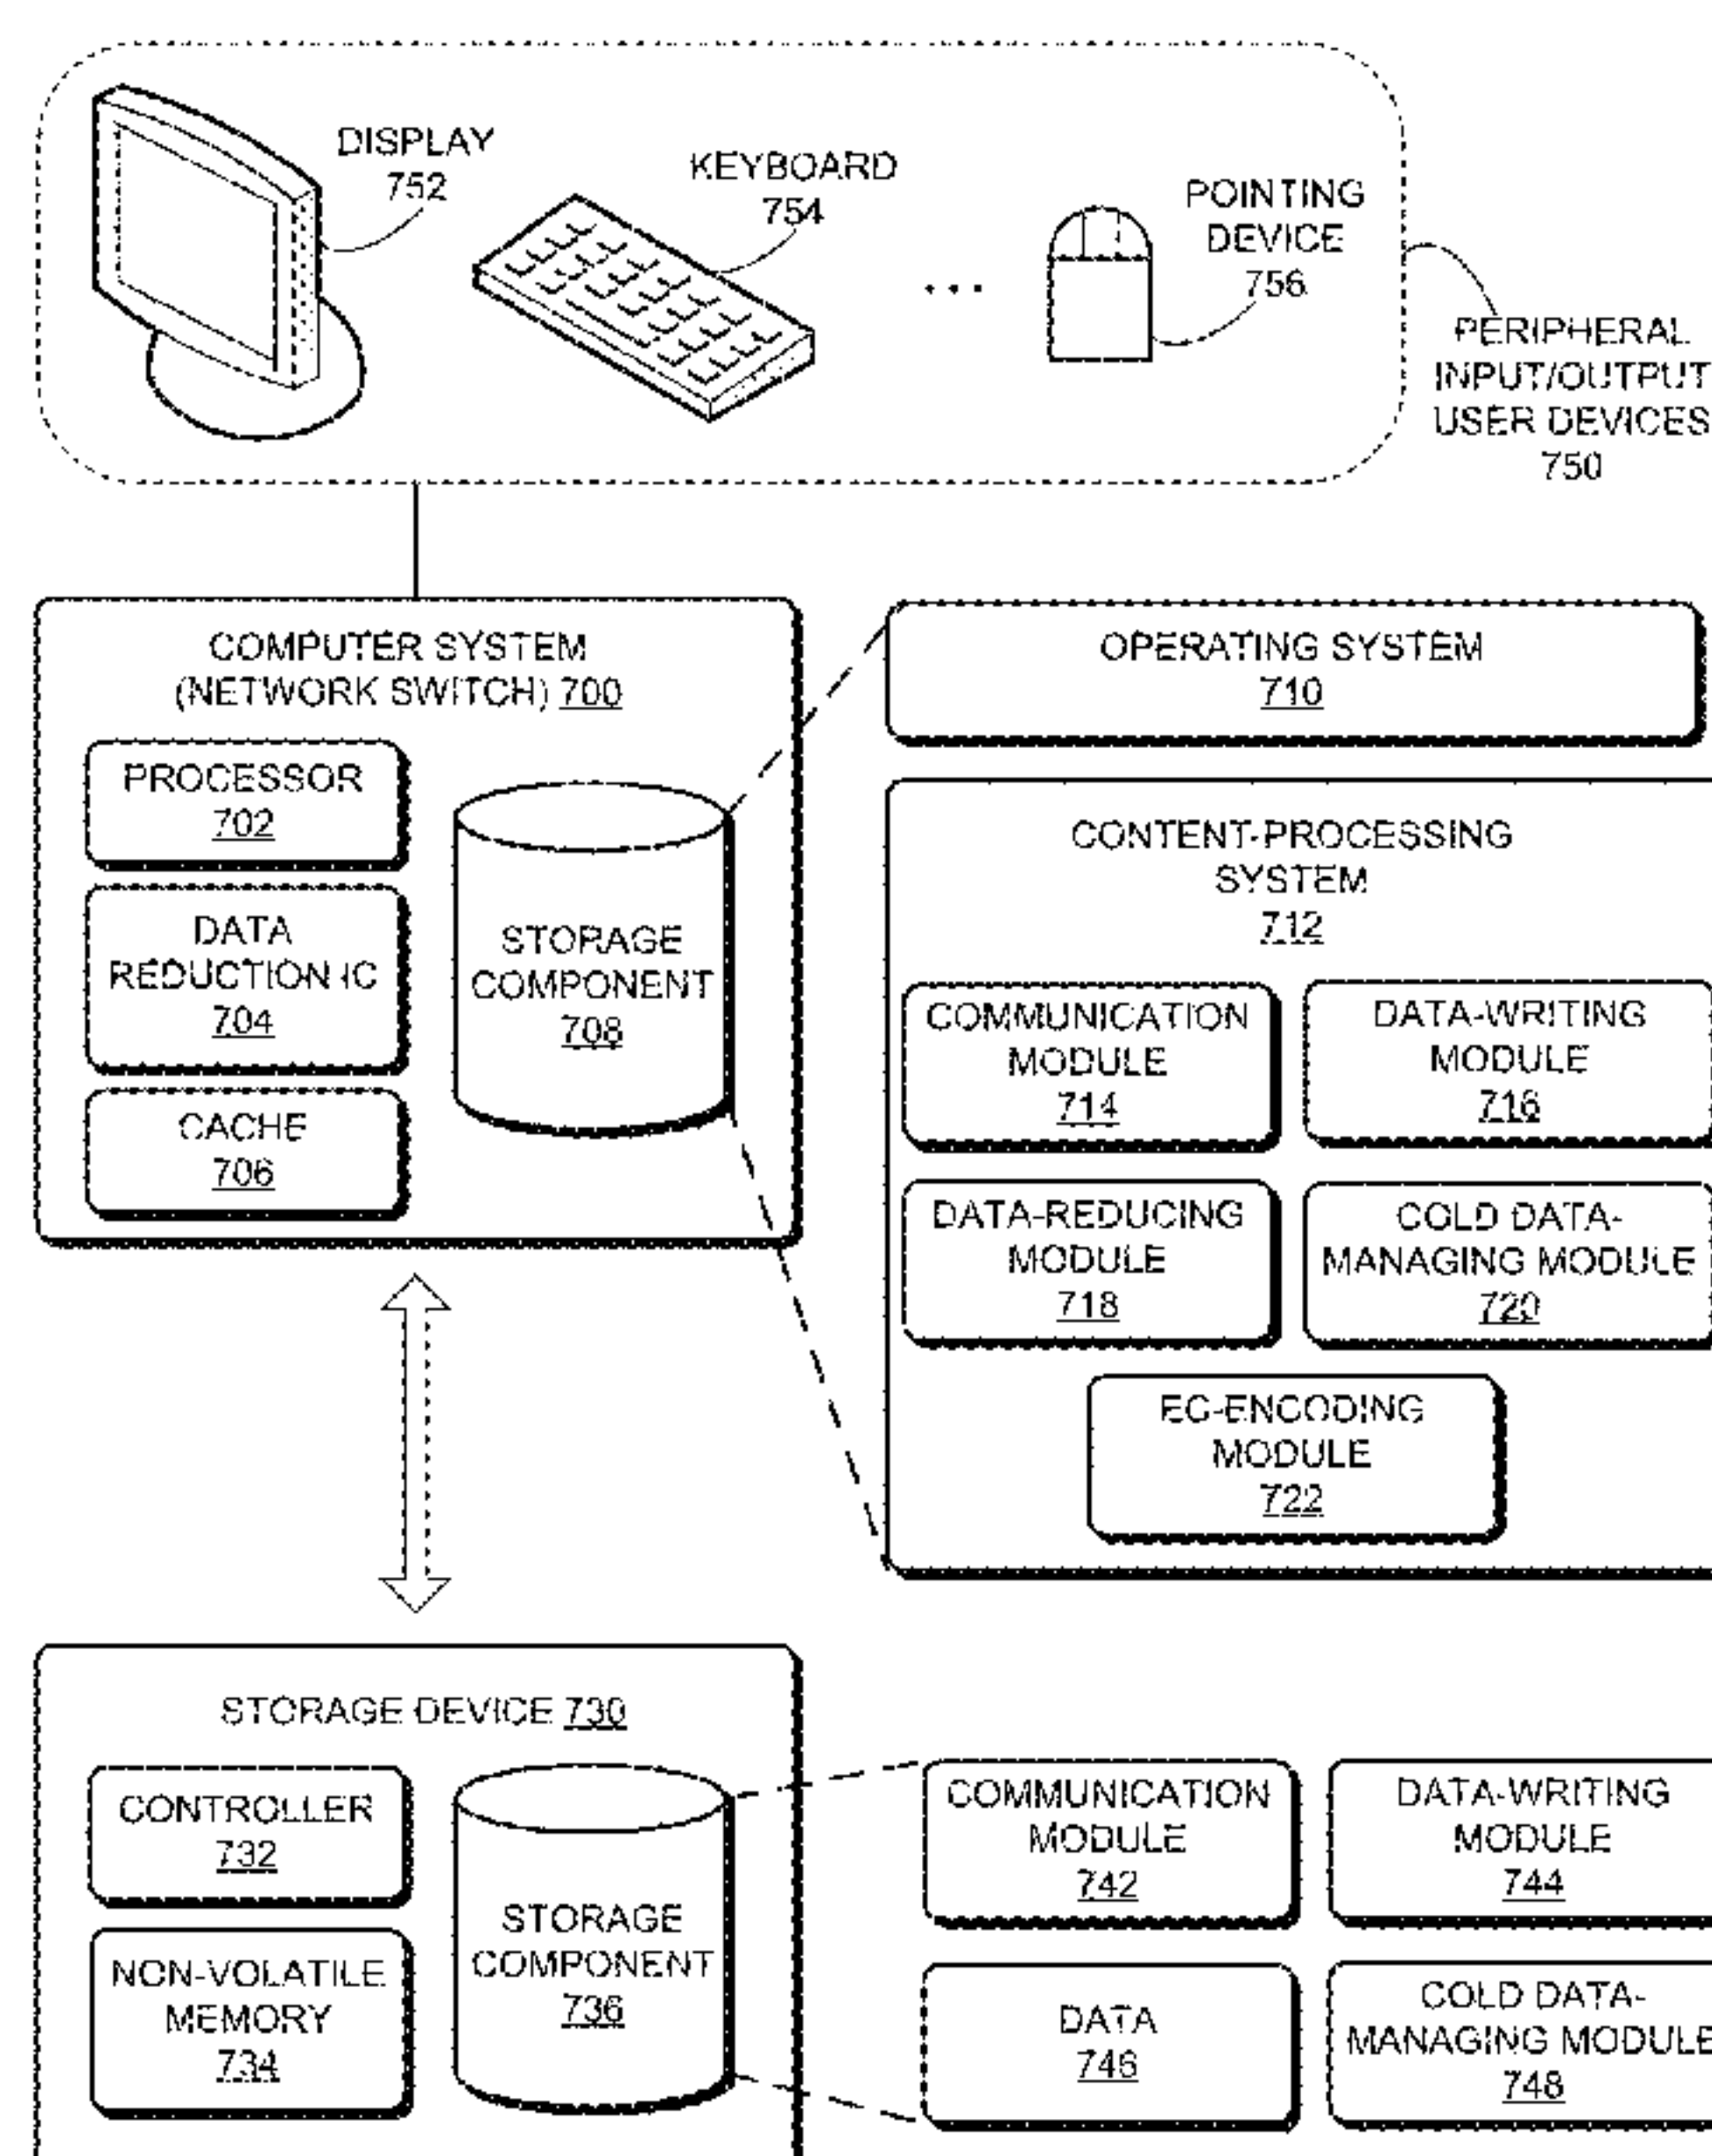 DISPLAY
752
KEYBOARD
754
POINTING
DEVICE
756
PERIPHERAL
INPUT/OUTPUT
USER DEVICES
750
COMPUTER SYSTEM
(NETWORK SWITCH) 700
PROCESSOR
702
DATA
REDUCTION IC
704
CACHE
706
STORAGE
COMPONENT
708
OPERATING SYSTEM
710
CONTENT-PROCESSING
SYSTEM
712
COMMUNICATION
MODULE
714
DATA-WRITING
MODULE
716
DATA-REDUCING
MODULE
718
COLD DATA-
MANAGING MODULE
720
EC-ENCODING
MODULE
722
STORAGE DEVICE 730
CONTROLLER
732
NON-VOLATILE
MEMORY
734
STORAGE
COMPONENT
736
COMMUNICATION
MODULE
742
DATA-WRITING
MODULE
744
DATA
746
COLD DATA-
MANAGING MODULE
748